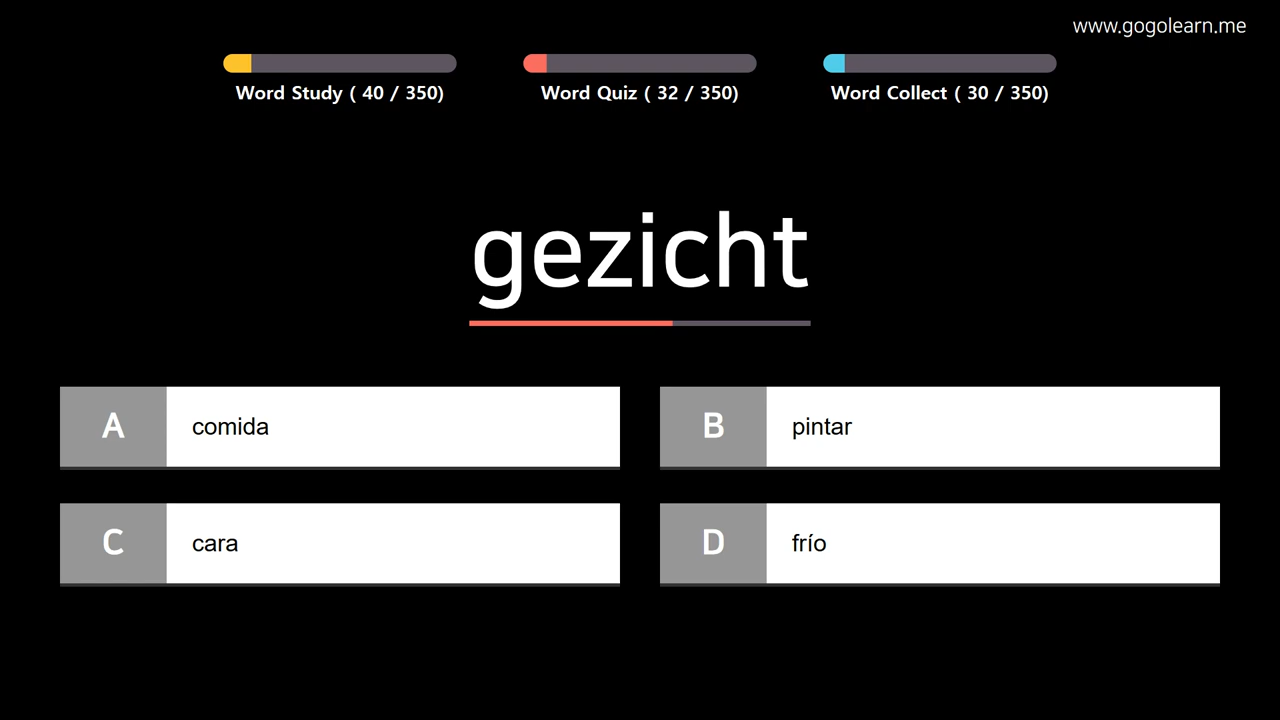 www.gogolearn.me
Word Study ( 40 / 350)
Word Quiz ( 32 / 350)
Word Collect ( 30 / 350)
gezicht
A comida
B pintar
C cara
D frío